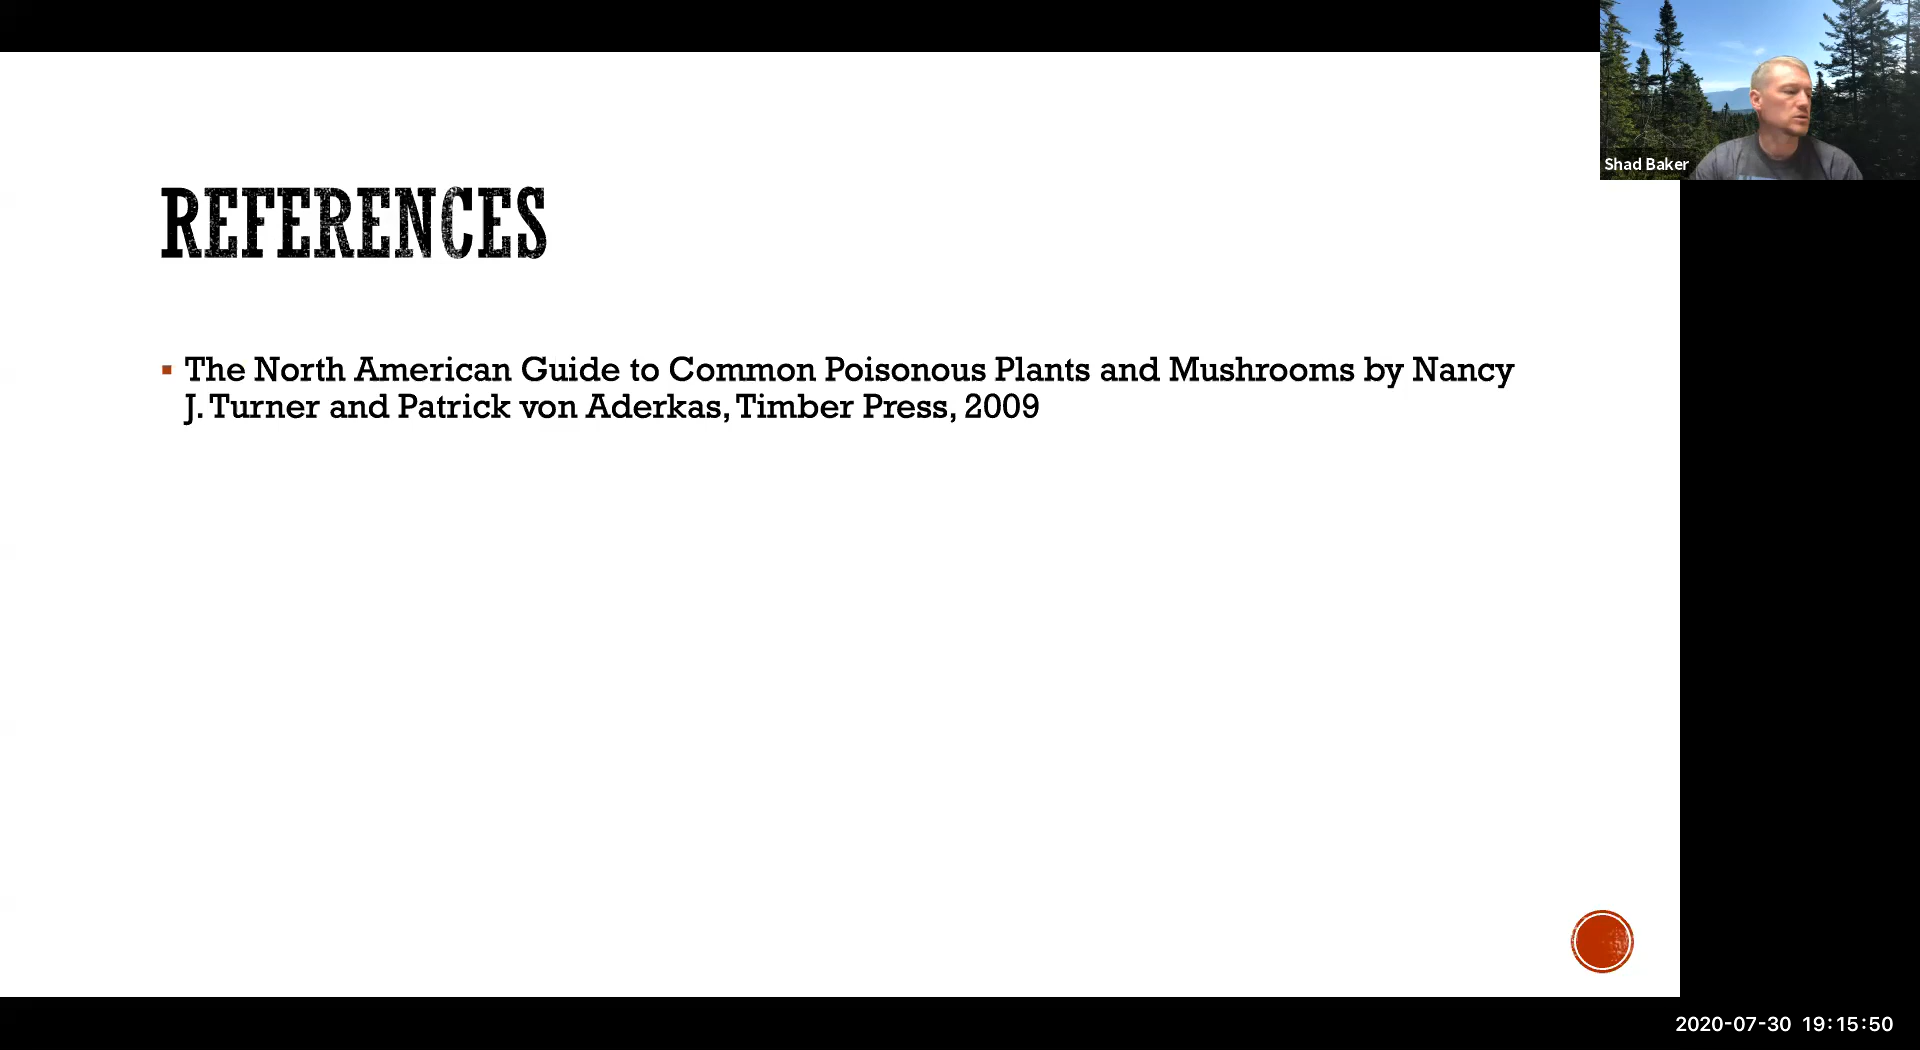 Shad Baker
REFERENCES
▪ The North American Guide to Common Poisonous Plants and Mushrooms by Nancy
J. Turner and Patrick von Aderkas, Timber Press, 2009
2020-07-30 19:15:50